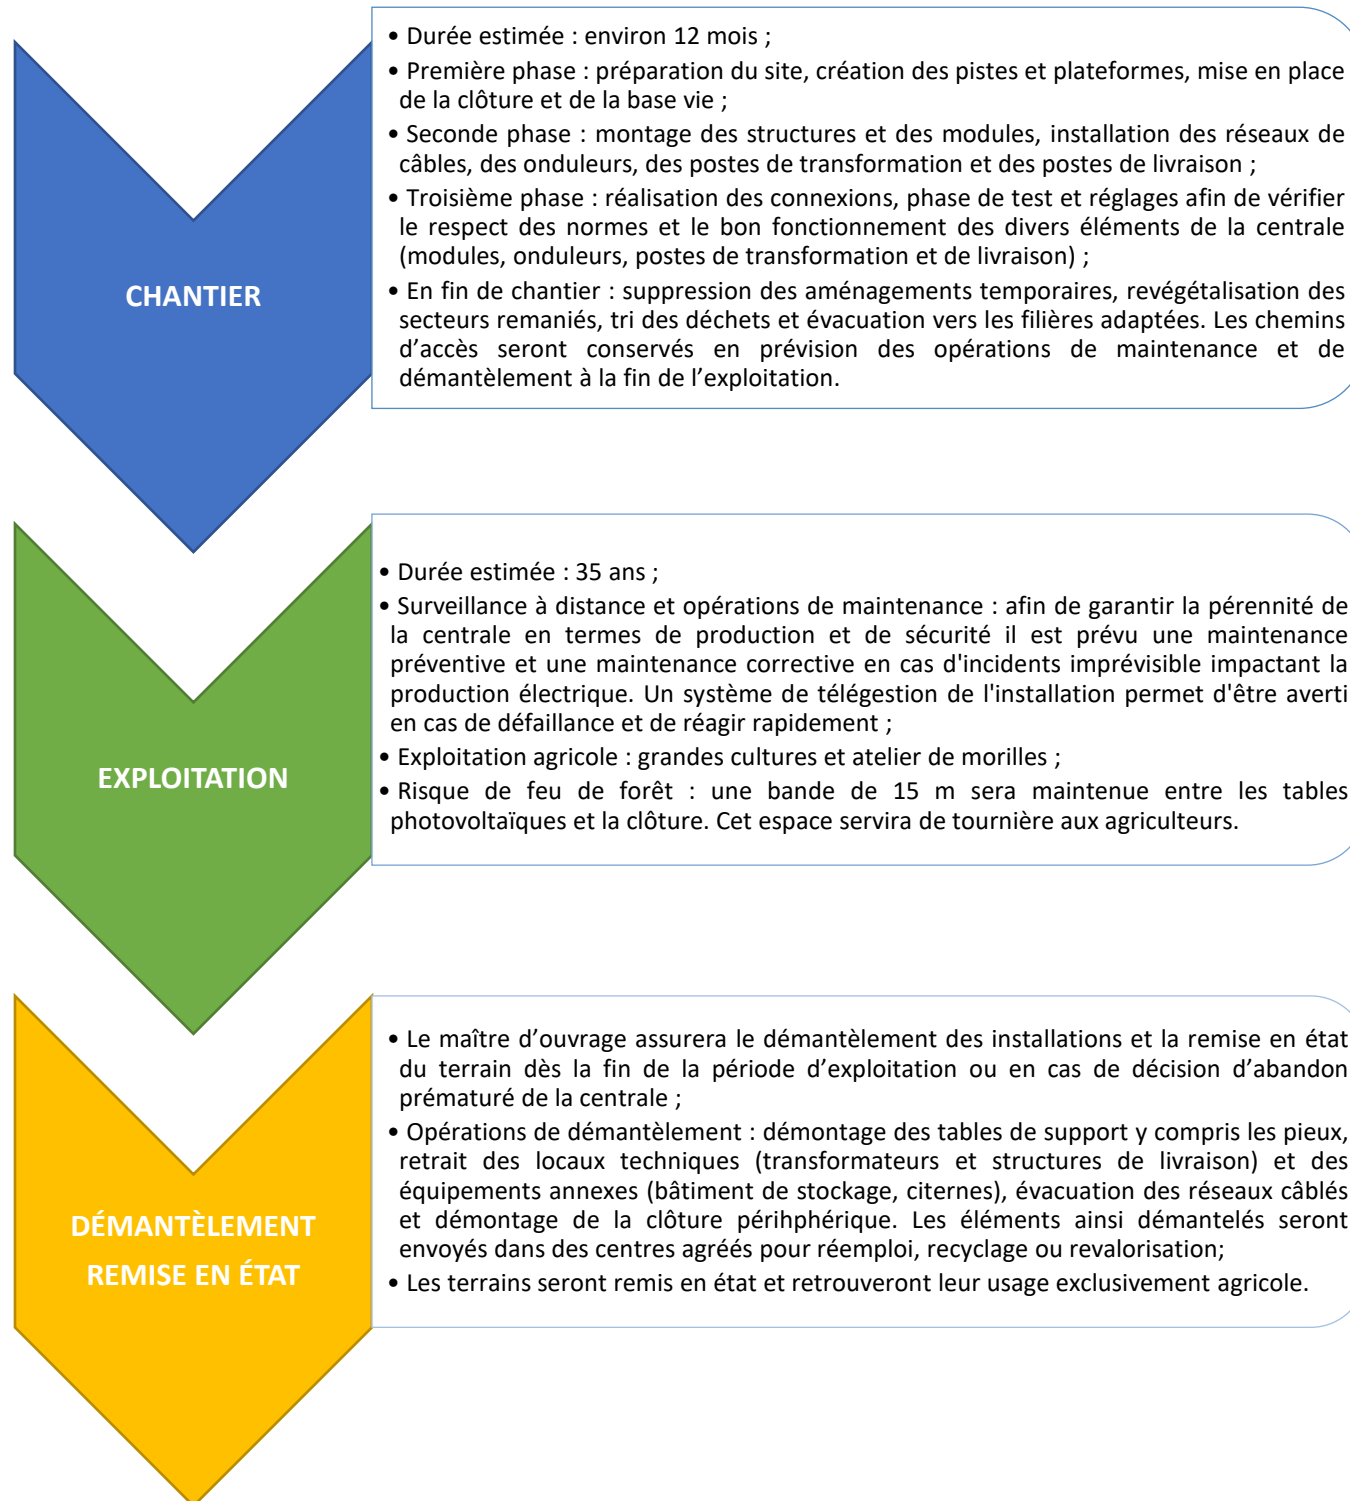 CHANTIER
• Durée estimée : environ 12 mois ;
• Première phase : préparation du site, création des pistes et plateformes, mise en place
de la clôture et de la base vie ;
• Seconde phase : montage des structures et des modules, installation des réseaux de
câbles, des onduleurs, des postes de transformation et des postes de livraison ;
• Troisième phase : réalisation des connexions, phase de test et réglages afin de vérifier
le respect des normes et le bon fonctionnement des divers éléments de la centrale
(modules, onduleurs, postes de transformation et de livraison) ;
• En fin de chantier : suppression des aménagements temporaires, revégétalisation des
secteurs remaniés, tri des déchets et évacuation vers les filières adaptées. Les chemins
d’accès seront conservés en prévision des opérations de maintenance et de
démantèlement à la fin de l’exploitation.
EXPLOITATION
• Durée estimée : 35 ans ;
• Surveillance à distance et opérations de maintenance : afin de garantir la pérennité de
la centrale en termes de production et de sécurité il est prévu une maintenance
préventive et une maintenance corrective en cas d'incidents imprévisible impactant la
production électrique. Un système de télégestion de l'installation permet d'être averti
en cas de défaillance et de réagir rapidement ;
• Exploitation agricole : grandes cultures et atelier de morilles ;
• Risque de feu de forêt : une bande de 15 m sera maintenue entre les tables
photovoltaïques et la clôture. Cet espace servira de tournière aux agriculteurs.
DÉMANTÈLEMENT
REMISE EN ÉTAT
• Le maître d’ouvrage assurera le démantèlement des installations et la remise en état
du terrain dès la fin de la période d’exploitation ou en cas de décision d’abandon
prématuré de la centrale ;
• Opérations de démantèlement : démontage des tables de support y compris les pieux,
retrait des locaux techniques (transformateurs et structures de livraison) et des
équipements annexes (bâtiment de stockage, citernes), évacuation des réseaux câblés
et démontage de la clôture périhphérique. Les éléments ainsi démantelés seront
envoyés dans des centres agréés pour réemploi, recyclage ou revalorisation;
• Les terrains seront remis en état et retrouveront leur usage exclusivement agricole.